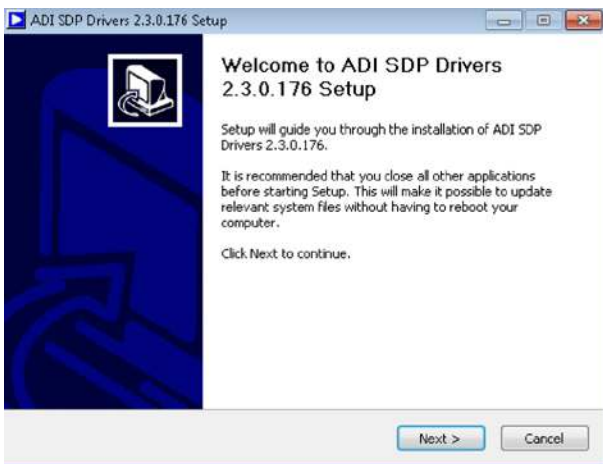 ADI SDP Drivers 2.3.0.176 Setup
Welcome to ADI SDP Drivers
2.3.0.176 Setup
Setup will guide you through the installation of ADI SDP
Drivers 2.3.0.176.
It is recommended that you close all other applications
before starting Setup. This will make it possible to update
relevant system files without having to reboot your
computer.
Click Next to continue.
Next >
Cancel